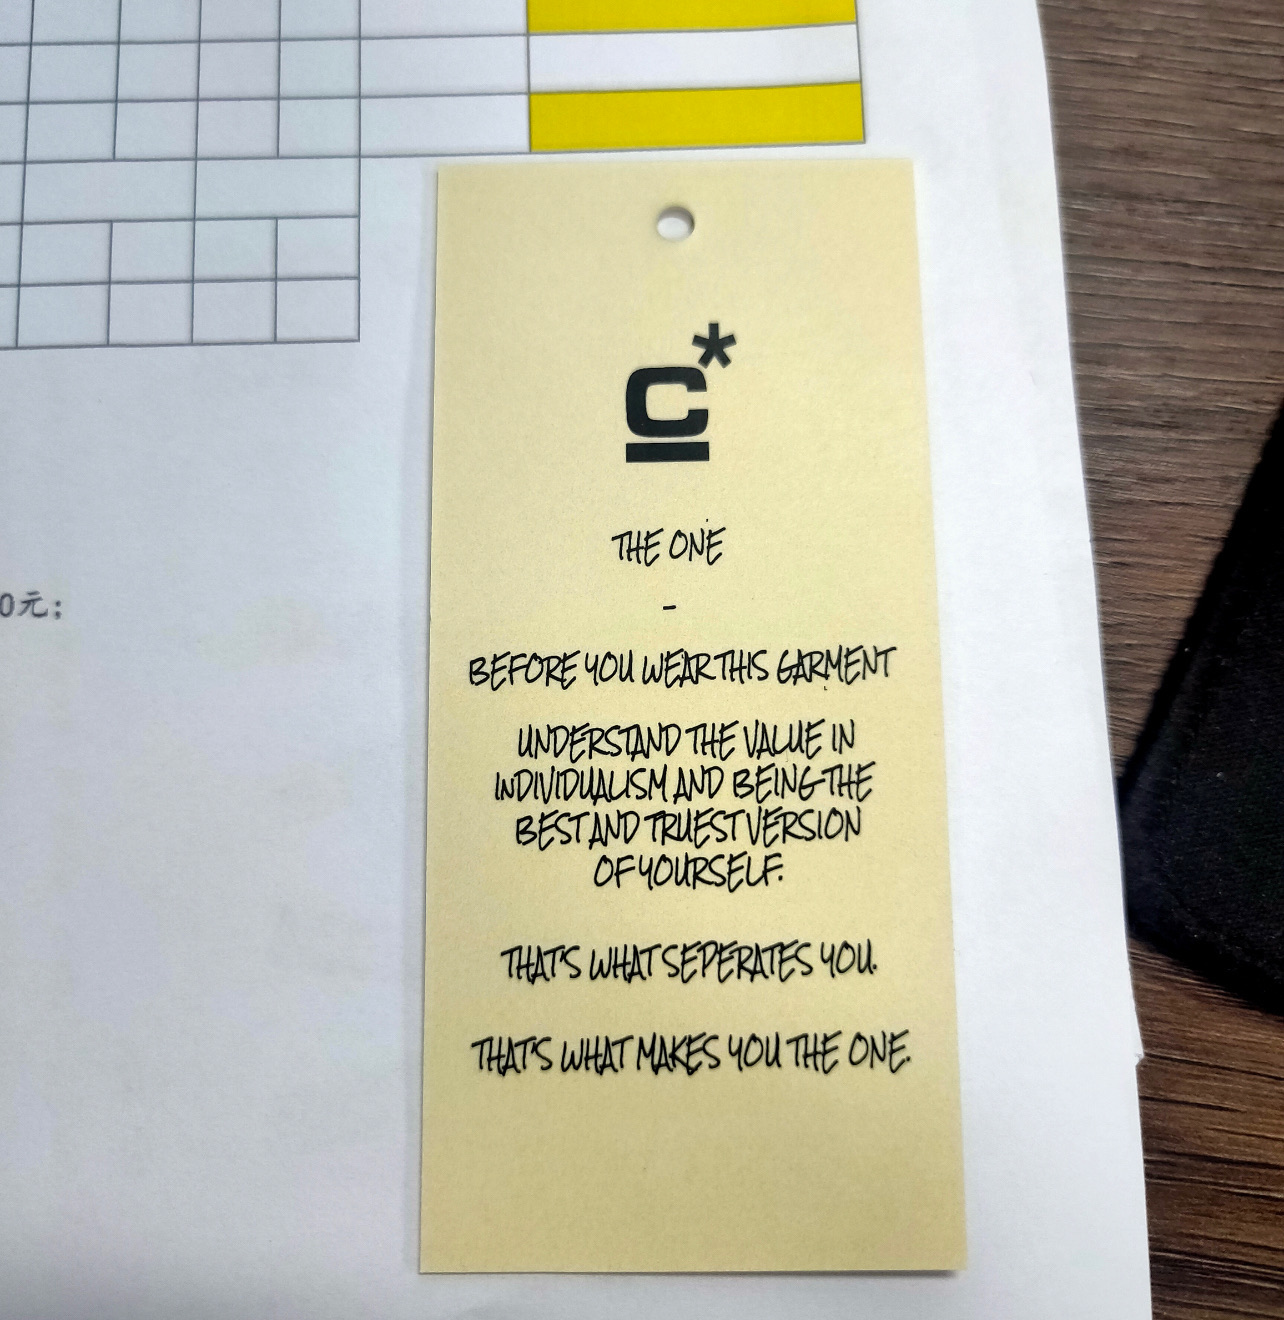 0元;
C*
THE ONE
-
BEFORE YOU WEAR THIS GARMENT
UNDERSTAND THE VALUE IN
INDIVIDUALISM AND BEING THE
BEST AND TRUEST VERSION
OF YOURSELF.
THAT'S WHAT SEPERATES YOU.
THAT'S WHAT MAKES YOU THE ONE.